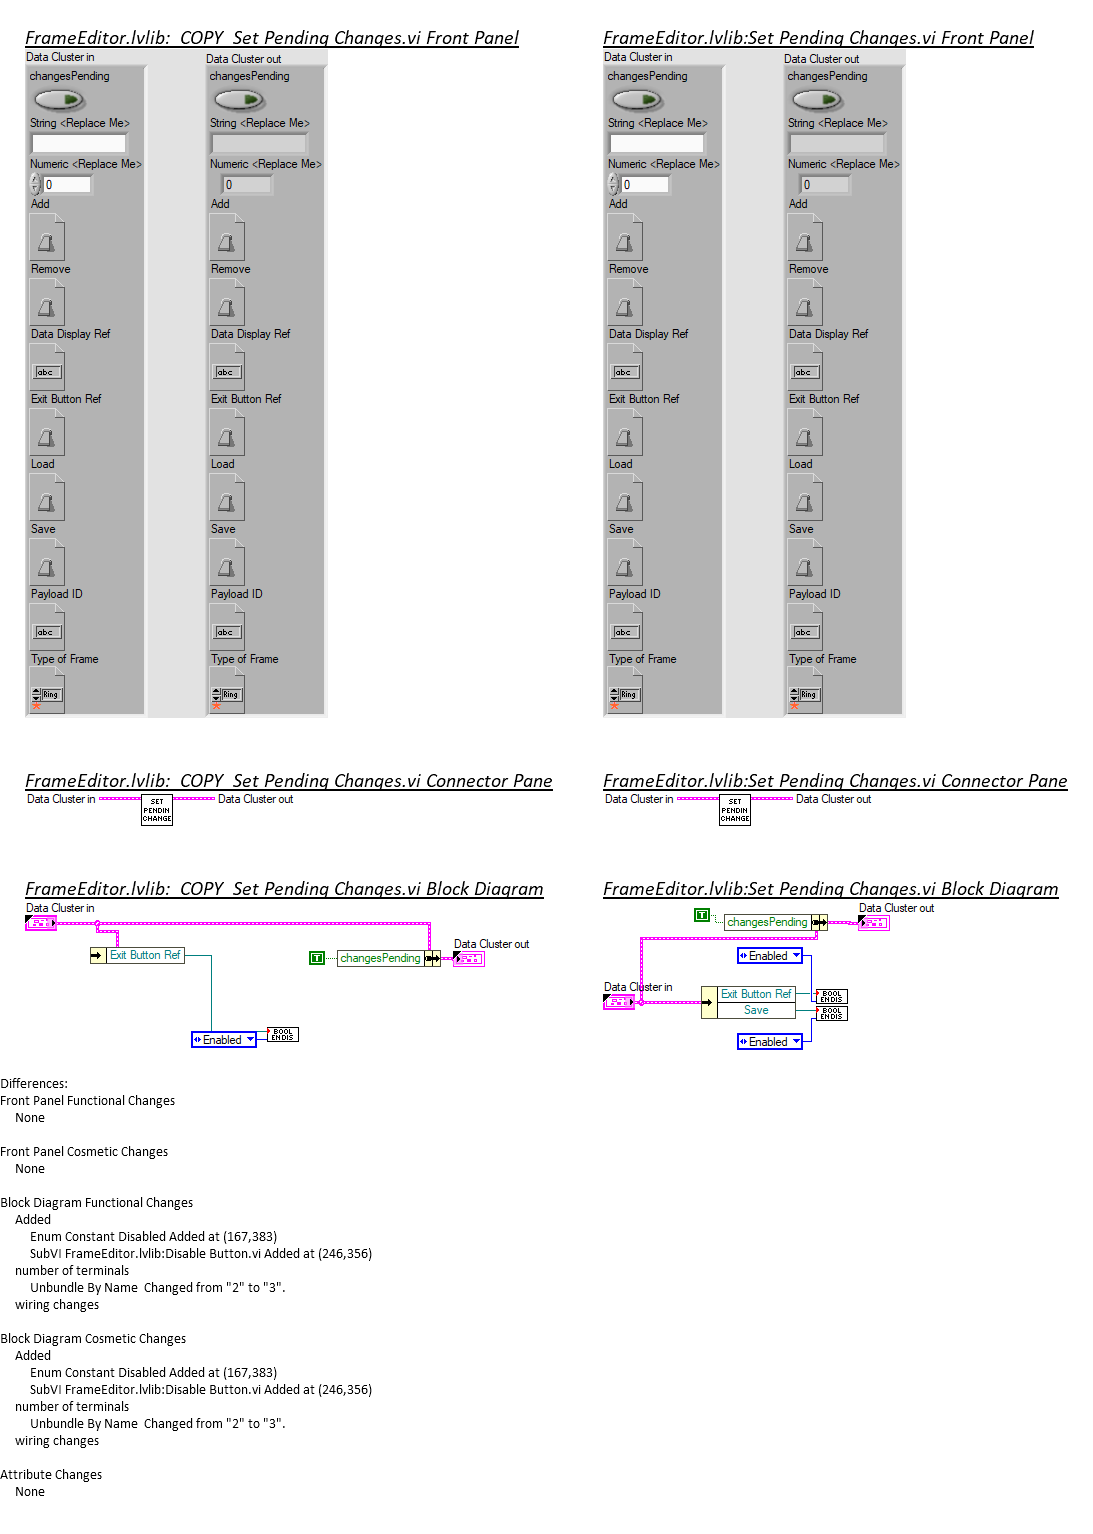 FrameEditor.lvlib:_COPY_Set Pending Changes.vi Front Panel
Data Cluster in
Data Cluster out
changesPending
changesPending
String <Replace Me>
String <Replace Me>
Numeric <Replace Me>
Numeric <Replace Me>
0
0
Add
Add
Remove
Remove
Data Display Ref
Data Display Ref
abc
abc
Exit Button Ref
Exit Button Ref
Load
Load
Save
Save
Payload ID
Payload ID
abc
abc
Type of Frame
Type of Frame
Ring
Ring
FrameEditor.lvlib:Set Pending Changes.vi Front Panel
Data Cluster in
Data Cluster out
changesPending
changesPending
String <Replace Me>
String <Replace Me>
Numeric <Replace Me>
Numeric <Replace Me>
0
0
Add
Add
Remove
Remove
Data Display Ref
Data Display Ref
abc
abc
Exit Button Ref
Exit Button Ref
Load
Load
Save
Save
Payload ID
Payload ID
abc
abc
Type of Frame
Type of Frame
Ring
Ring
FrameEditor.lvlib:_COPY_Set Pending Changes.vi Connector Pane
Data Cluster in
SET
PENDIN
CHANGE
Data Cluster out
FrameEditor.lvlib:Set Pending Changes.vi Connector Pane
Data Cluster in
SET
PENDIN
CHANGE
Data Cluster out
FrameEditor.lvlib:_COPY_Set Pending Changes.vi Block Diagram
Data Cluster in
Exit Button Ref
T
changesPending
Data Cluster out
Enabled
BOOL
ENDIS
FrameEditor.lvlib:Set Pending Changes.vi Block Diagram
Data Cluster out
T
changesPending
Enabled
Data Cluster in
Exit Button Ref
Save
BOOL
ENDIS
BOOL
ENDIS
Enabled
Differences:
Front Panel Functional Changes
None
Front Panel Cosmetic Changes
None
Block Diagram Functional Changes
Added
Enum Constant Disabled Added at (167,383)
SubVI FrameEditor.lvlib:Disable Button.vi Added at (246,356)
number of terminals
Unbundle By Name  Changed from "2" to "3".
wiring changes
Block Diagram Cosmetic Changes
Added
Enum Constant Disabled Added at (167,383)
SubVI FrameEditor.lvlib:Disable Button.vi Added at (246,356)
number of terminals
Unbundle By Name  Changed from "2" to "3".
wiring changes
Attribute Changes
None